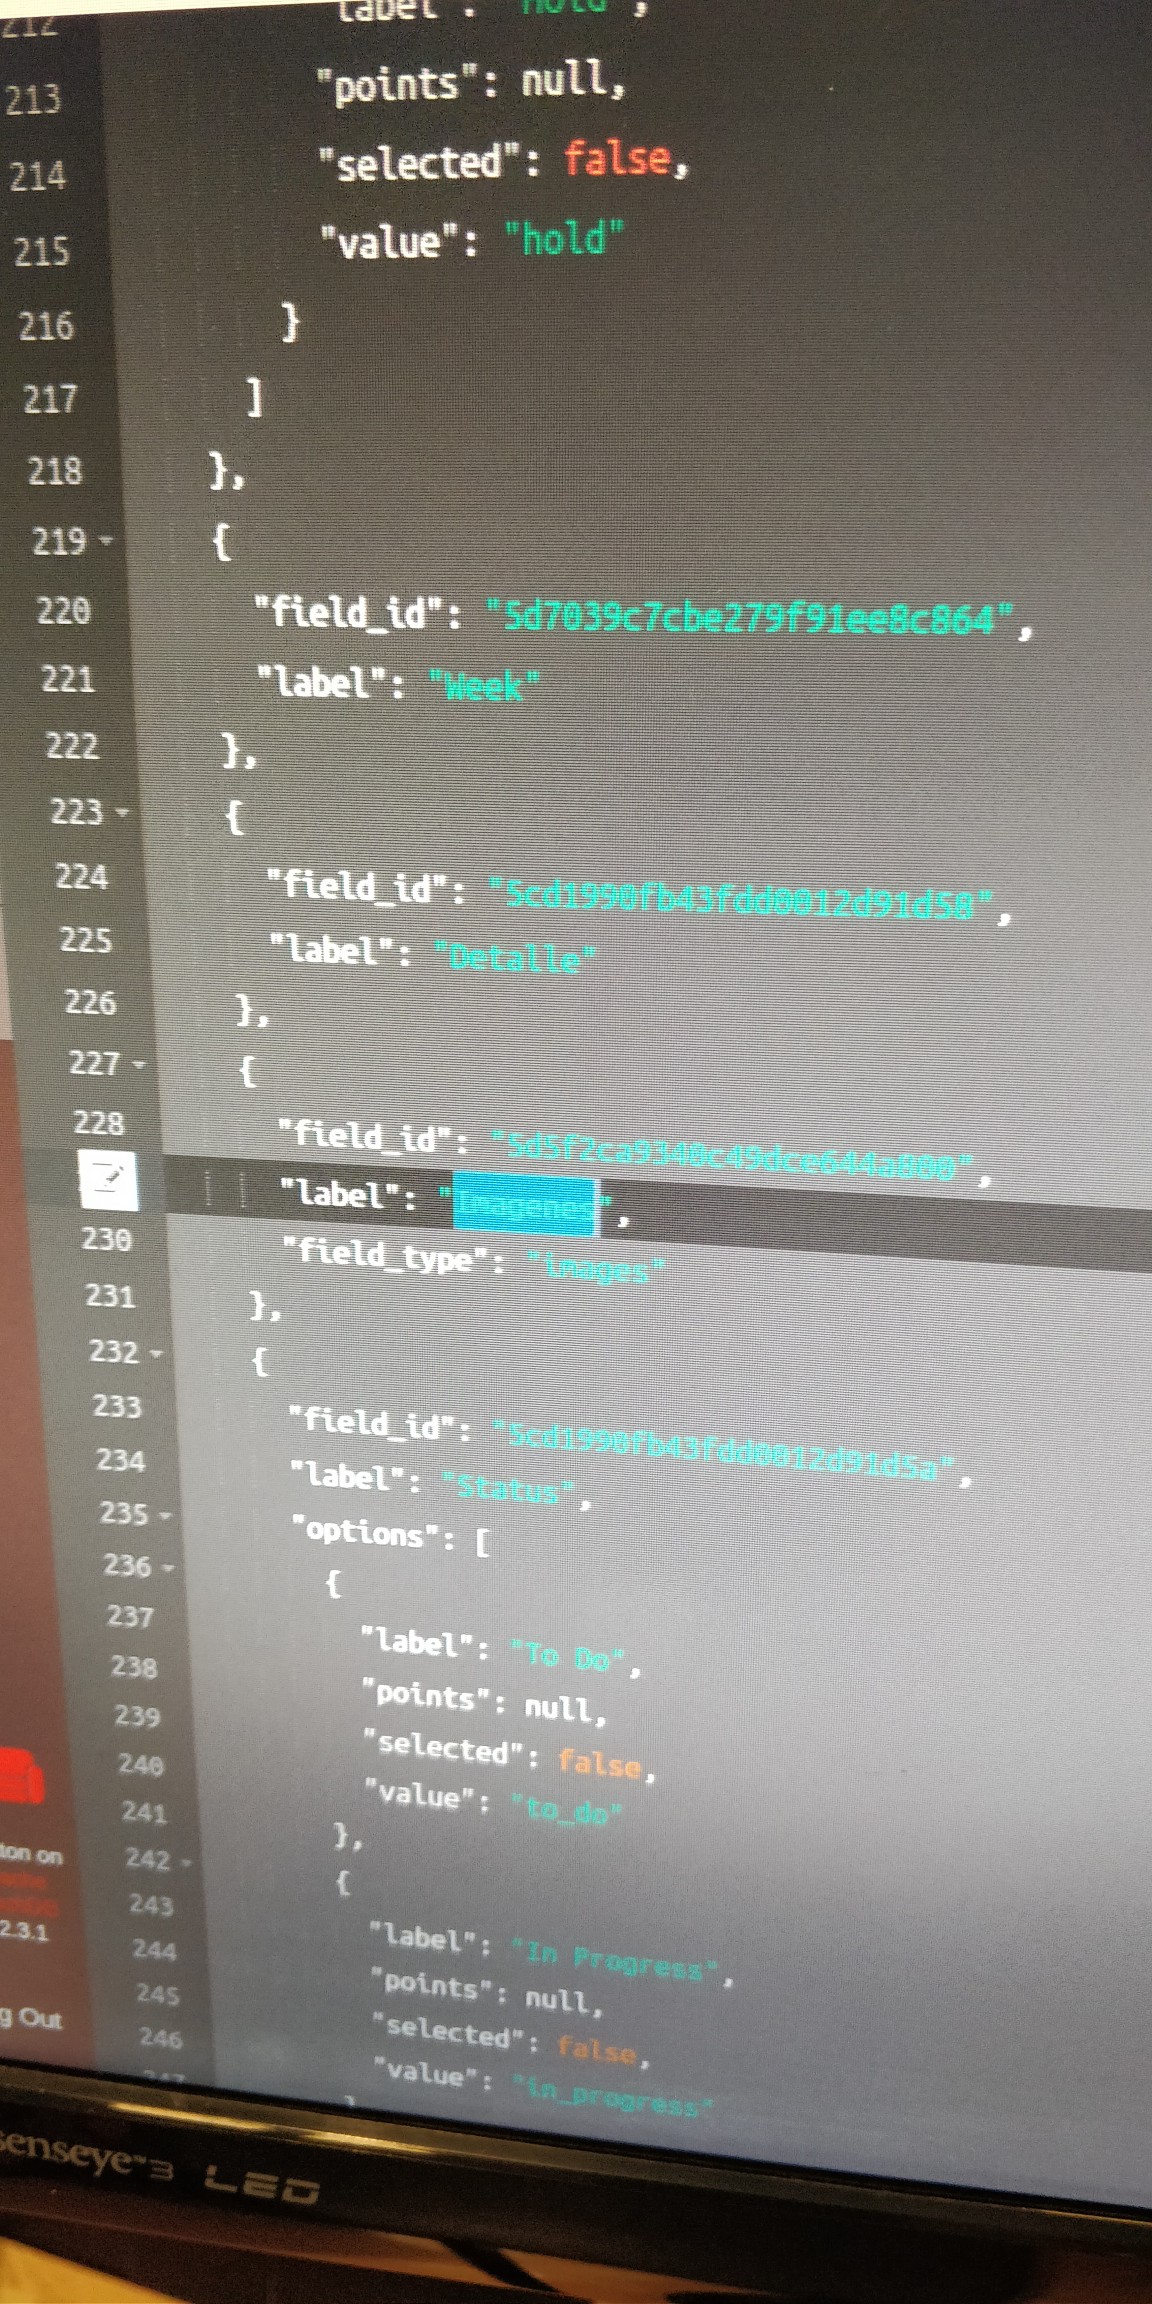 212 "label": "hold",
213 "points": null,
214 "selected": false,
215 "value": "hold"
216 }
217 ]
218 },
219 {
220 "field_id": "5d7039c7cbe279f91ee8c864",
221 "label": "Week"
222 },
223 {
224 "field_id": "5cd1990fb43fdd0012d91d58",
225 "label": "Detalle"
226 },
227 {
228 "field_id": "5d5f2ca9340c49dce644a800",
"label": "Imagenes",
230 "field_type": "images"
231 },
232 {
233 "field_id": "5cd1990fb43fdd0012d91d5a",
234 "label": "Status",
235 "options": [
236 {
237 "label": "To Do",
238 "points": null,
239 "selected": false,
240 "value": "to_do"
241 },
242 {
243 "label": "In Progress",
244 "points": null,
245 "selected": false,
246 "value": "in_progress"
247 }
ton on
2.3.1
g Out
senseye™3 LED